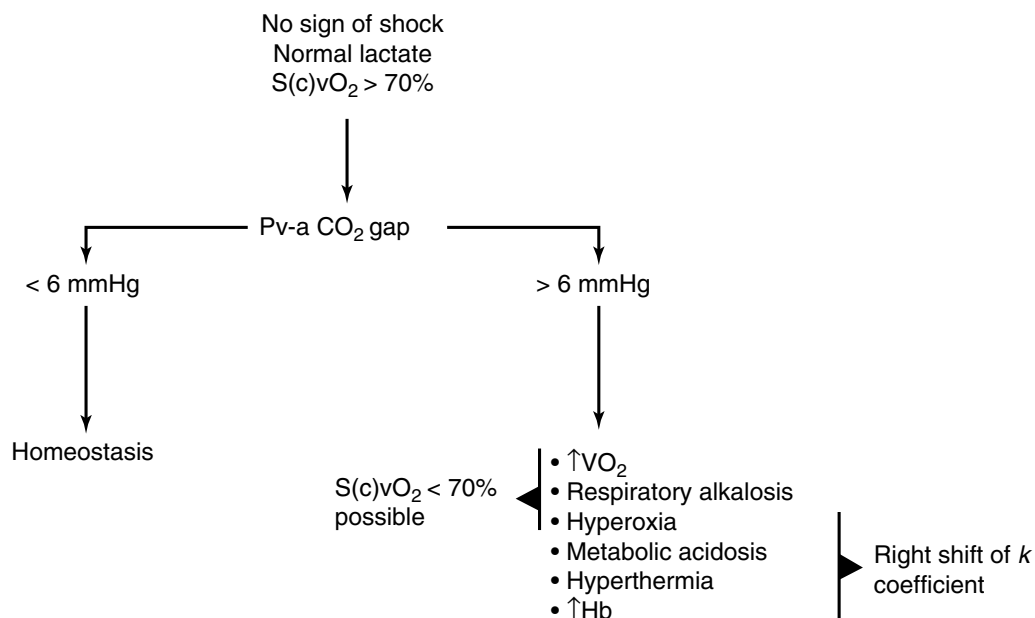 No sign of shock
Normal lactate
S(c)vO₂ > 70%
Pv-a CO₂ gap
< 6 mmHg
> 6 mmHg
Homeostasis
S(c)vO₂ < 70%
possible
• ↑VO₂
• Respiratory alkalosis
• Hyperoxia
• Metabolic acidosis
• Hyperthermia
• ↑Hb
Right shift of k
coefficient